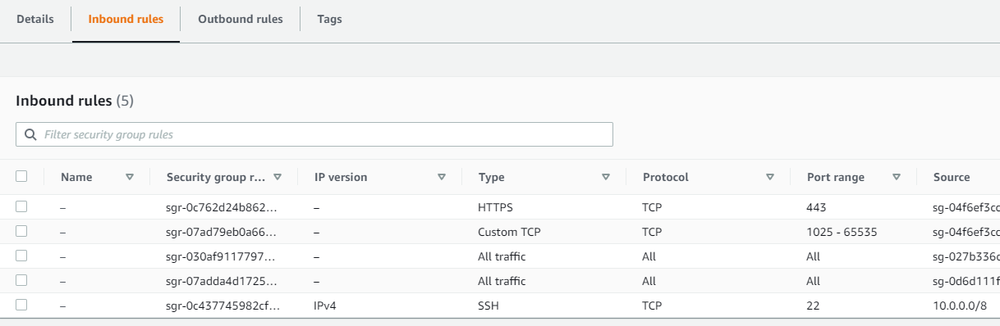 Details Inbound rules Outbound rules Tags
Inbound rules (5)
Filter security group rules
Name Security group r... IP version Type Protocol Port range Source
– sgr-0c762d24b862... – HTTPS TCP 443 sg-04f6ef3cc
– sgr-07ad79eb0a66... – Custom TCP TCP 1025 - 65535 sg-04f6ef3cc
– sgr-030af9117797... – All traffic All All sg-027b336c
– sgr-07adda4d1725... – All traffic All All sg-0d6d111f
– sgr-0c437745982cf... IPv4 SSH TCP 22 10.0.0.0/8